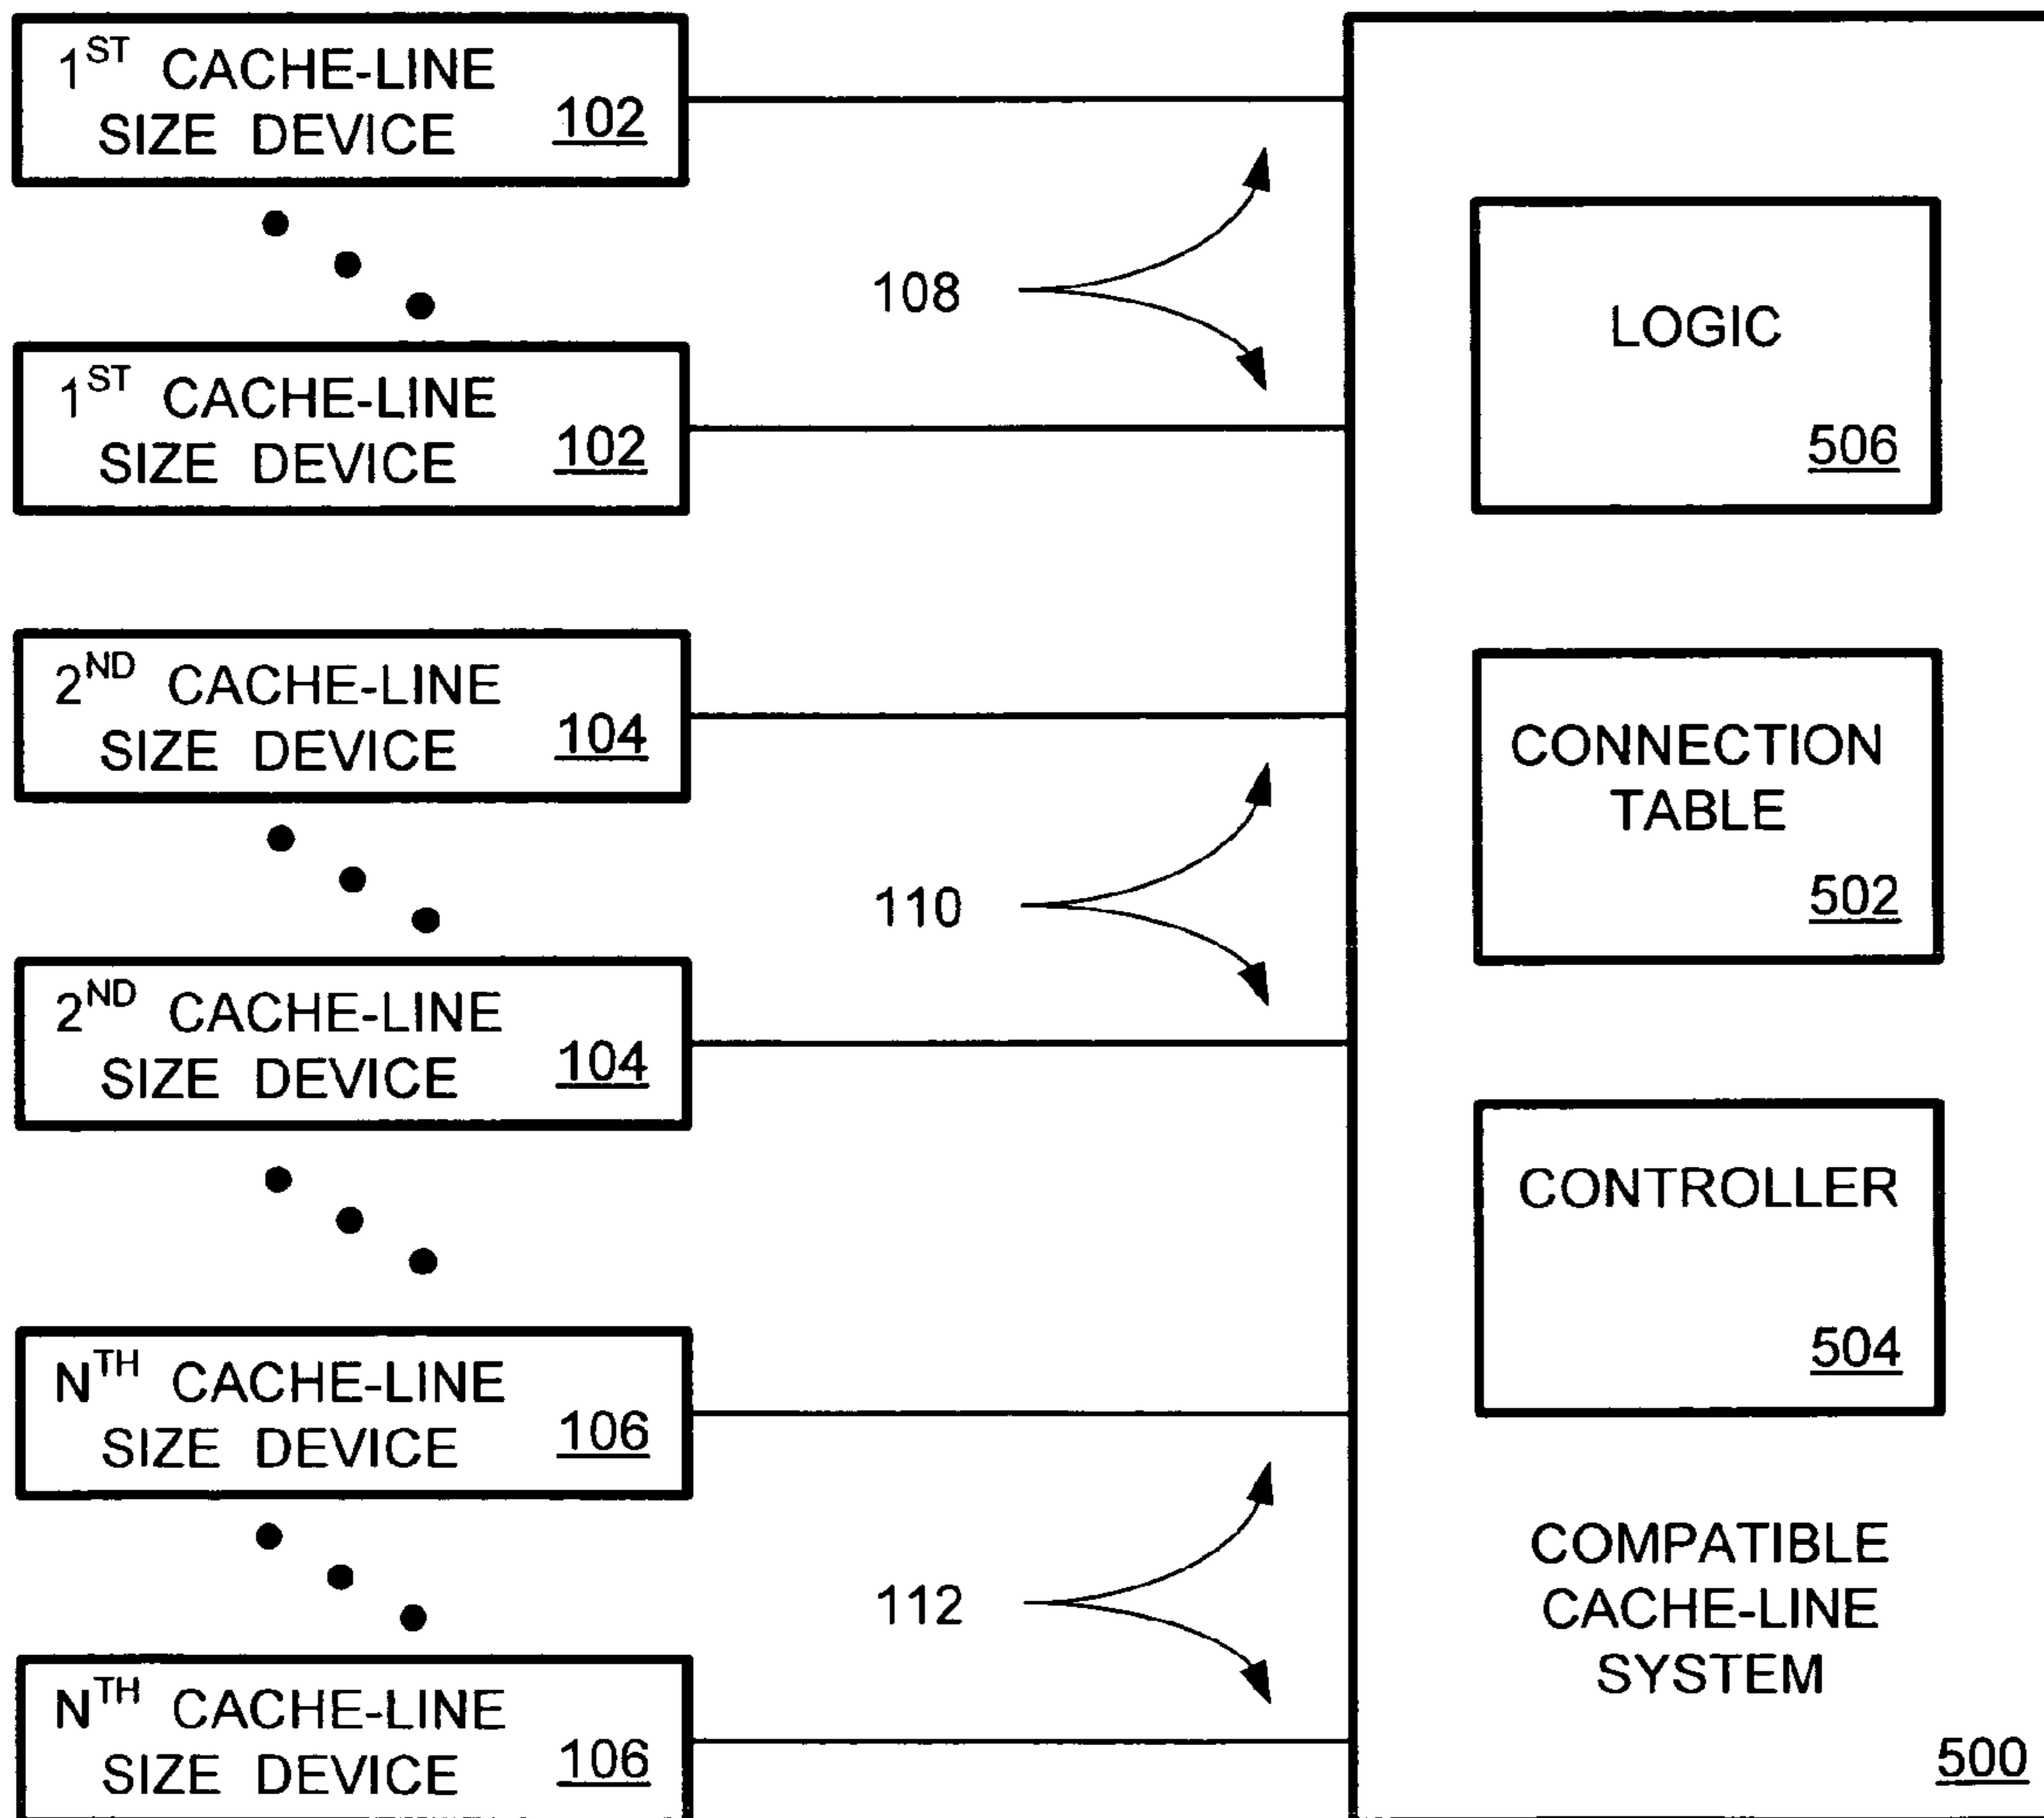 1ST CACHE-LINE
SIZE DEVICE 102
1ST CACHE-LINE
SIZE DEVICE 102
108
2ND CACHE-LINE
SIZE DEVICE 104
2ND CACHE-LINE
SIZE DEVICE 104
110
NTH CACHE-LINE
SIZE DEVICE 106
NTH CACHE-LINE
SIZE DEVICE 106
112
LOGIC
506
CONNECTION
TABLE
502
CONTROLLER
504
COMPATIBLE
CACHE-LINE
SYSTEM
500